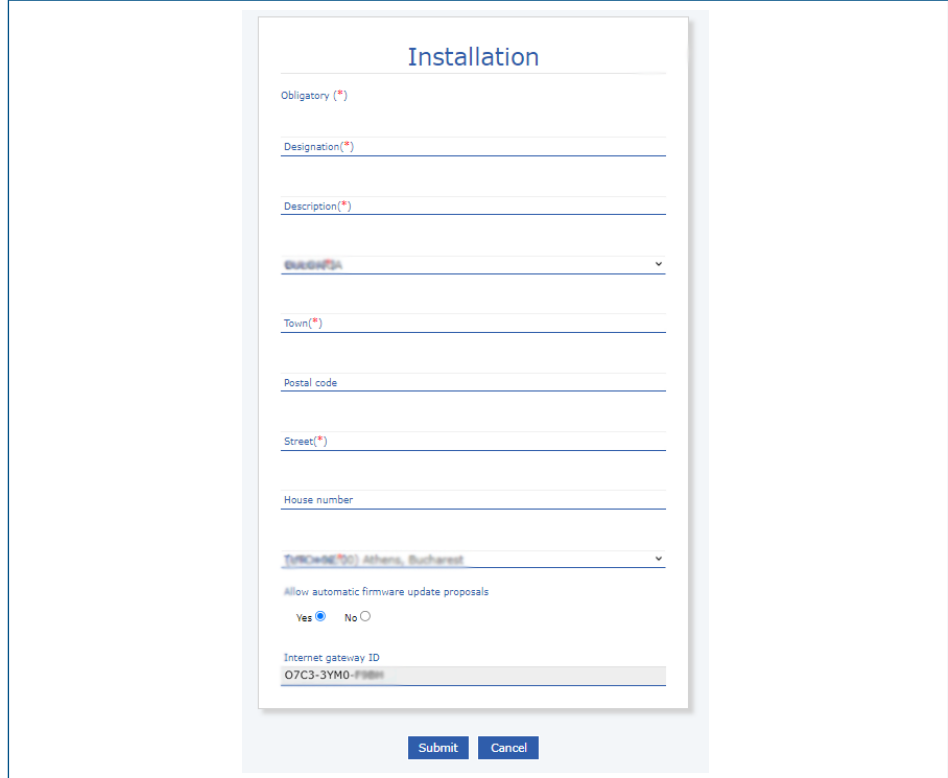 Installation
Obligatory (*)
Designation(*)
Description(*)
Town(*)
Postal code
Street(*)
House number
Athens, Bucharest
Allow automatic firmware update proposals
Yes No
Internet gateway ID
O7C3-3YM0-
Submit Cancel